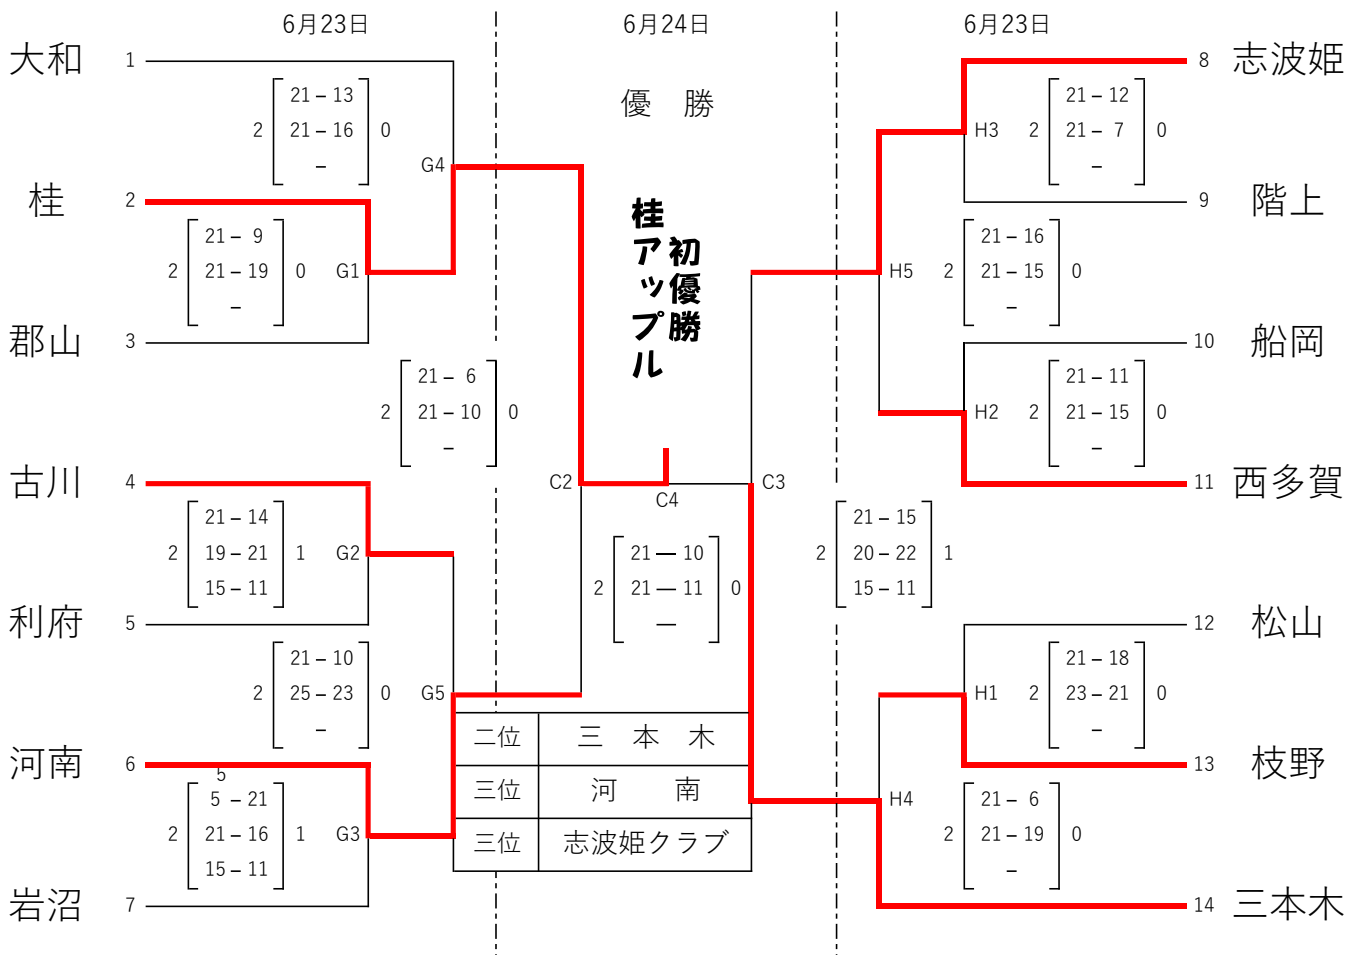 6月23日
6月24日
6月23日
大和 1
8 志波姫
優 勝
21 − 13
2 21 − 16 0
−
G4
21 − 12
H3 2 21 − 7 0
−
桂 2
9 階上
桂アップル
初優勝
21 − 9
2 21 − 19 0 G1
−
21 − 16
H5 2 21 − 15 0
−
郡山 3
10 船岡
21 − 6
2 21 − 10 0
−
21 − 11
H2 2 21 − 15 0
−
古川 4
C2
C4
C3
11 西多賀
21 − 14
2 19 − 21 1 G2
15 − 11
21 — 10
2 21 — 11 0
—
21 − 15
2 20 − 22 1
15 − 11
利府 5
12 松山
21 − 10
2 25 − 23 0 G5
−
21 − 18
H1 2 23 − 21 0
−
二位 三 本 木
河南 6
13 枝野
三位 河 南
5
5 − 21
2 21 − 16 1 G3
15 − 11
21 − 6
H4 2 21 − 19 0
−
三位 志波姫クラブ
岩沼 7
14 三本木